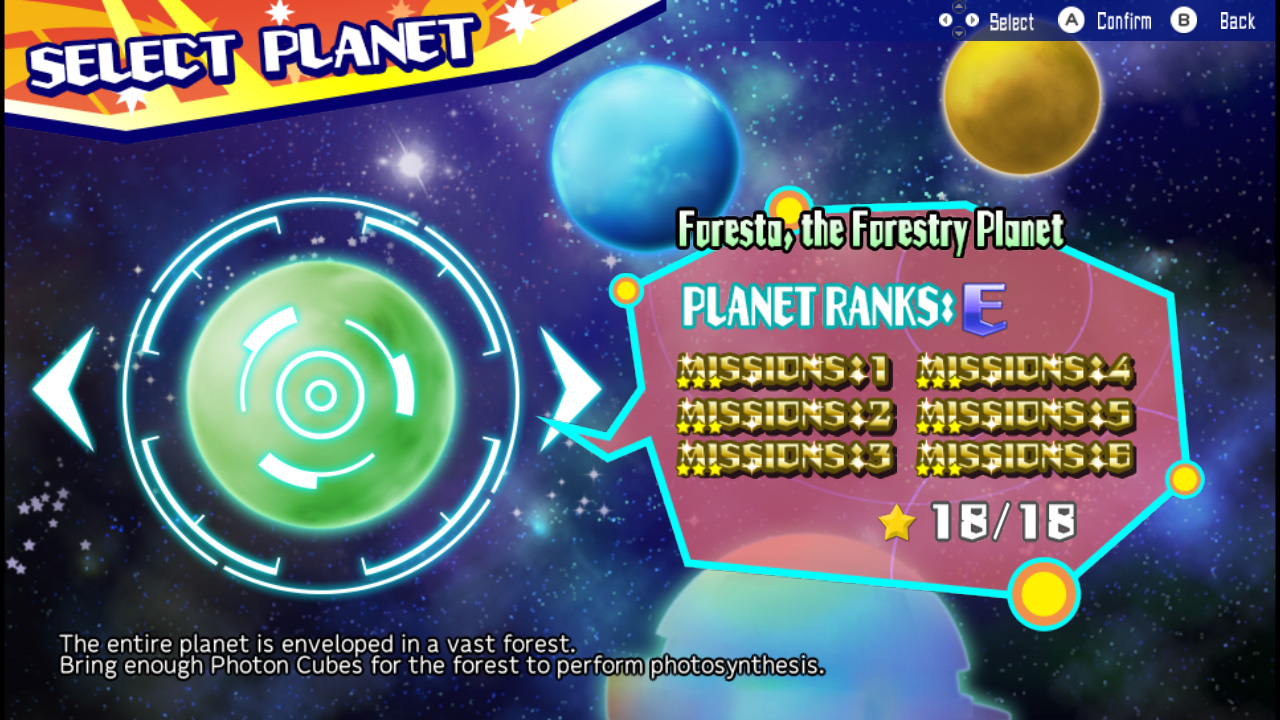 SELECT PLANET
Select A Confirm B Back
Foresta, the Forestry Planet
PLANET RANKS: E
MISSIONS:1 MISSIONS:4
MISSIONS:2 MISSIONS:5
MISSIONS:3 MISSIONS:6
18/18
The entire planet is enveloped in a vast forest.
Bring enough Photon Cubes for the forest to perform photosynthesis.